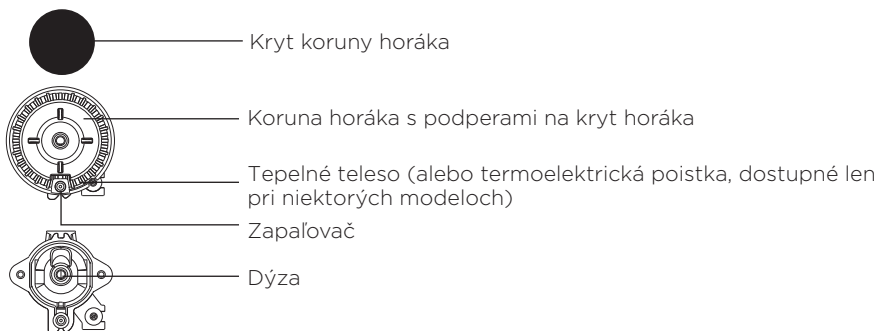 Kryt koruny horáka
Koruna horáka s podperami na kryt horáka
Tepelné teleso (alebo termoelektrická poistka, dostupné len
pri niektorých modeloch)
Zapaľovač
Dýza